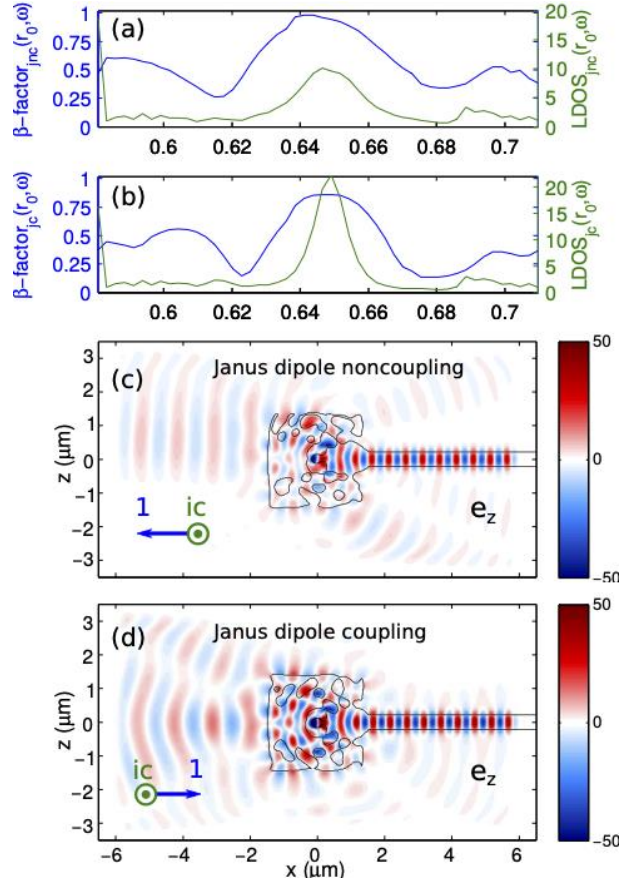 (a)
β−factor_jnc(r_0,ω)
1
0.75
0.5
0.25
0
20
15
10
5
0
LDOS_jnc(r_0,ω)
0.6 0.62 0.64 0.66 0.68 0.7
(b)
β−factor_jc(r_0,ω)
1
0.75
0.5
0.25
0
20
15
10
5
0
LDOS_jc(r_0,ω)
0.6 0.62 0.64 0.66 0.68 0.7
(c)
Janus dipole noncoupling
z (μm)
3
2
1
0
−1
−2
−3
1
ic
e_z
50
0
−50
(d)
Janus dipole coupling
z (μm)
3
2
1
0
−1
−2
−3
ic
1
e_z
50
0
−50
−6 −4 −2 0 2 4 6
x (μm)